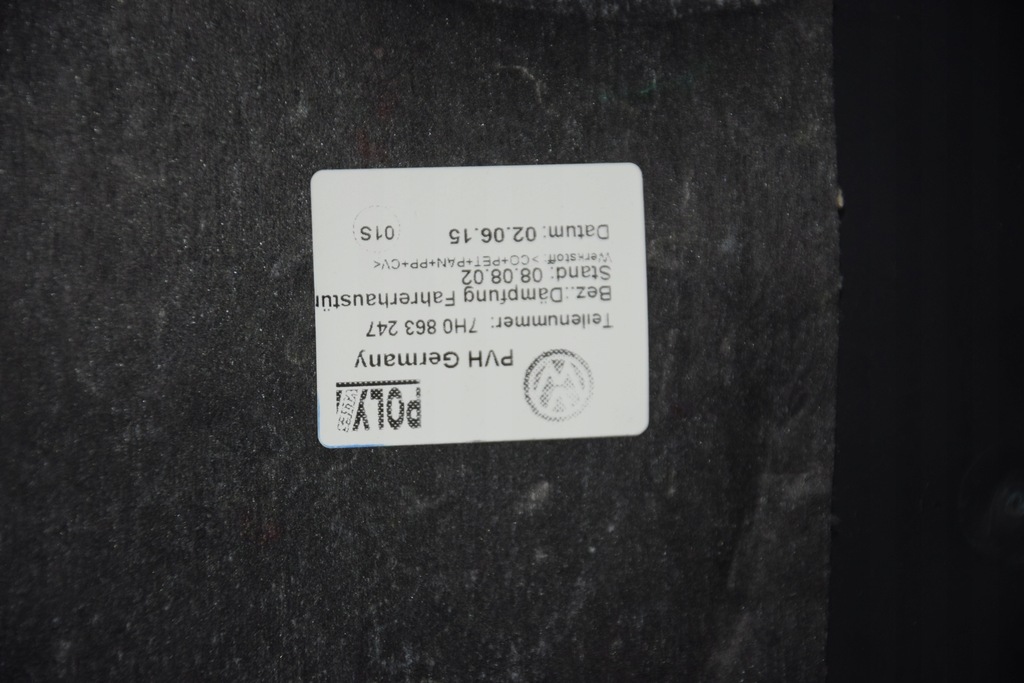 POLY
PVH Germany
Teilenummer: 7H0 863 247
Bez.:Dämpfung Fahrerhaustür
Stand: 08.08.02
Werkstoff: >CO+PET+PAN+PP+CV<
Datum: 02.06.15
01S